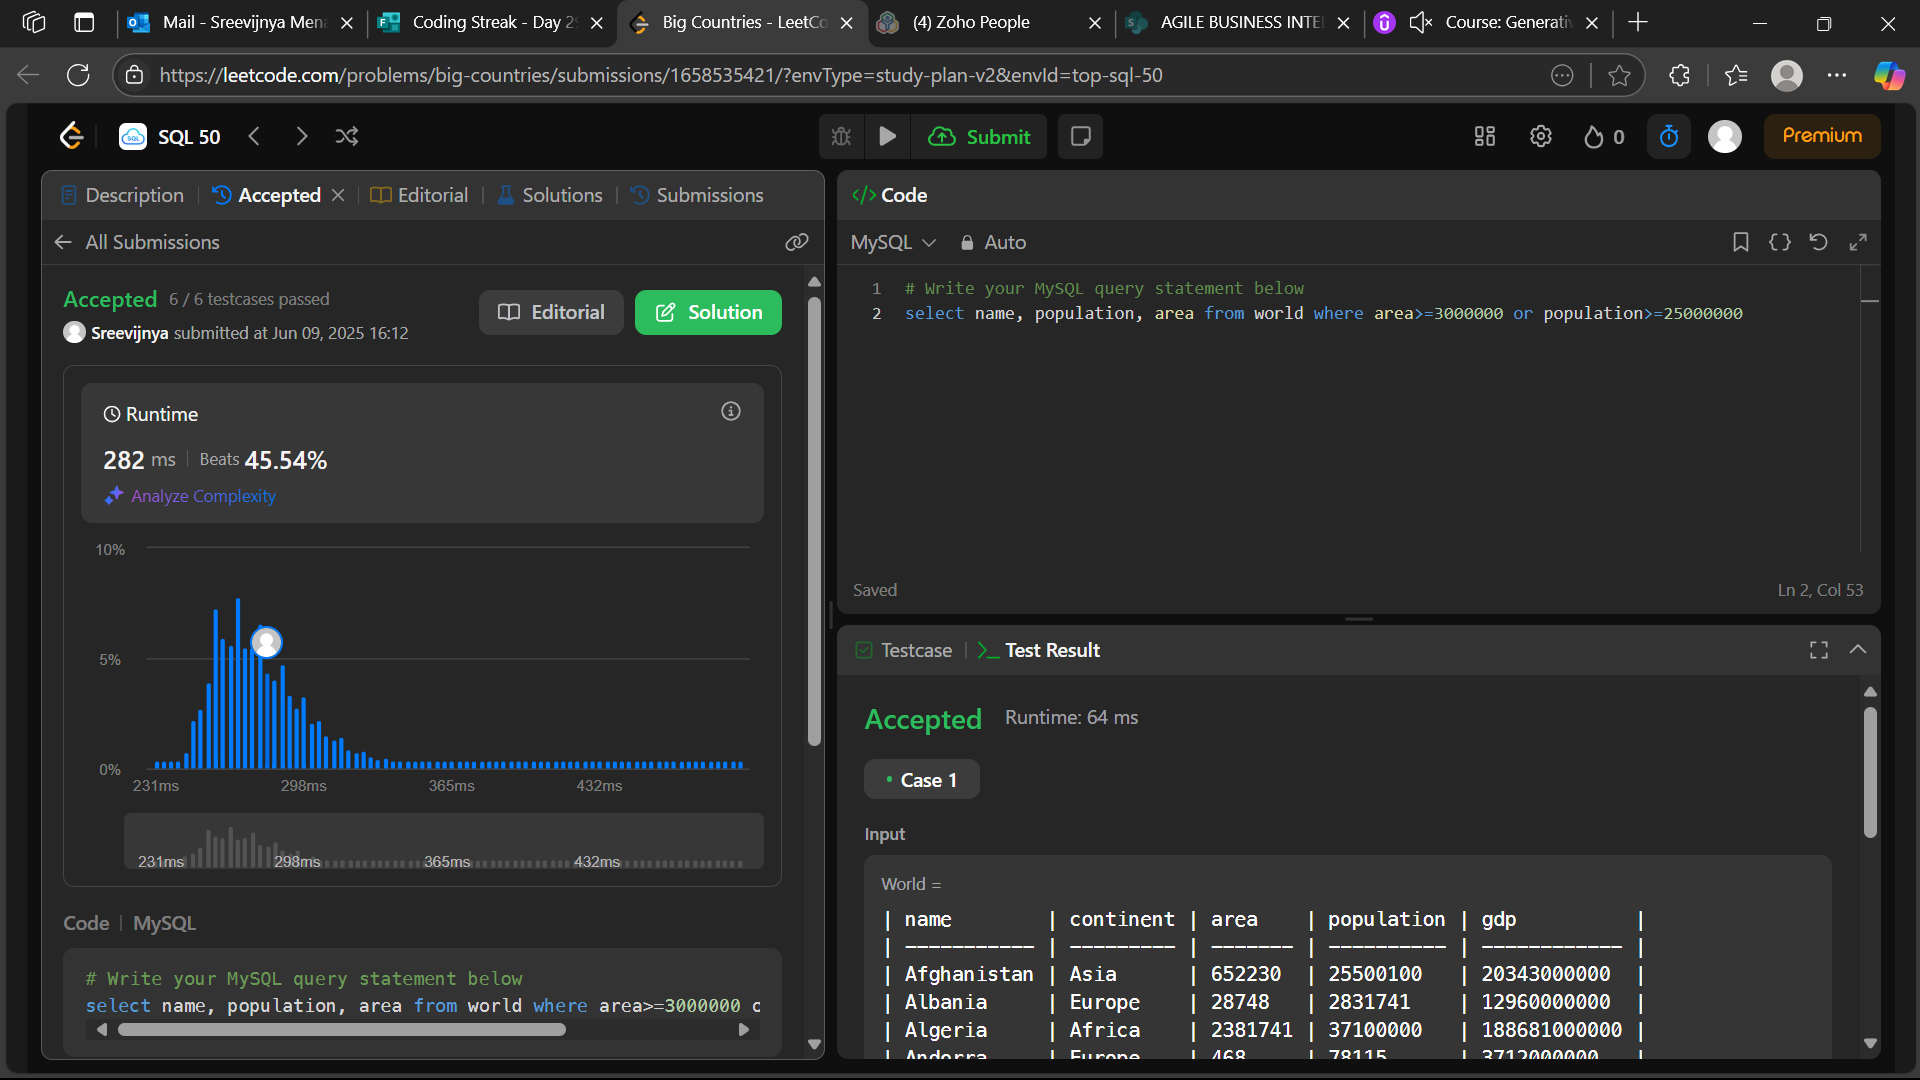 Mail - Sreevijnya Mena
Coding Streak - Day 2
Big Countries - LeetCo
(4) Zoho People
AGILE BUSINESS INTEL
Course: Generativ
https://leetcode.com/problems/big-countries/submissions/1658535421/?envType=study-plan-v2&envId=top-sql-50
SQL 50
Submit
0
Premium
Description
Accepted
Editorial
Solutions
Submissions
All Submissions
Accepted 6 / 6 testcases passed
Sreevijnya submitted at Jun 09, 2025 16:12
Editorial
Solution
Runtime
282 ms Beats 45.54%
Analyze Complexity
10%
5%
0%
231ms 298ms 365ms 432ms
231ms 298ms 365ms 432ms
Code | MySQL
# Write your MySQL query statement below
select name, population, area from world where area>=3000000 o
</> Code
MySQL Auto
1 # Write your MySQL query statement below
2 select name, population, area from world where area>=3000000 or population>=25000000
Saved
Ln 2, Col 53
Testcase | >_ Test Result
Accepted Runtime: 64 ms
• Case 1
Input
World =
| name | continent | area | population | gdp |
| ----------- | --------- | ------- | ---------- | ------------ |
| Afghanistan | Asia | 652230 | 25500100 | 20343000000 |
| Albania | Europe | 28748 | 2831741 | 12960000000 |
| Algeria | Africa | 2381741 | 37100000 | 188681000000 |
| Andorra | Europe | 468 | 78115 | 3712000000 |